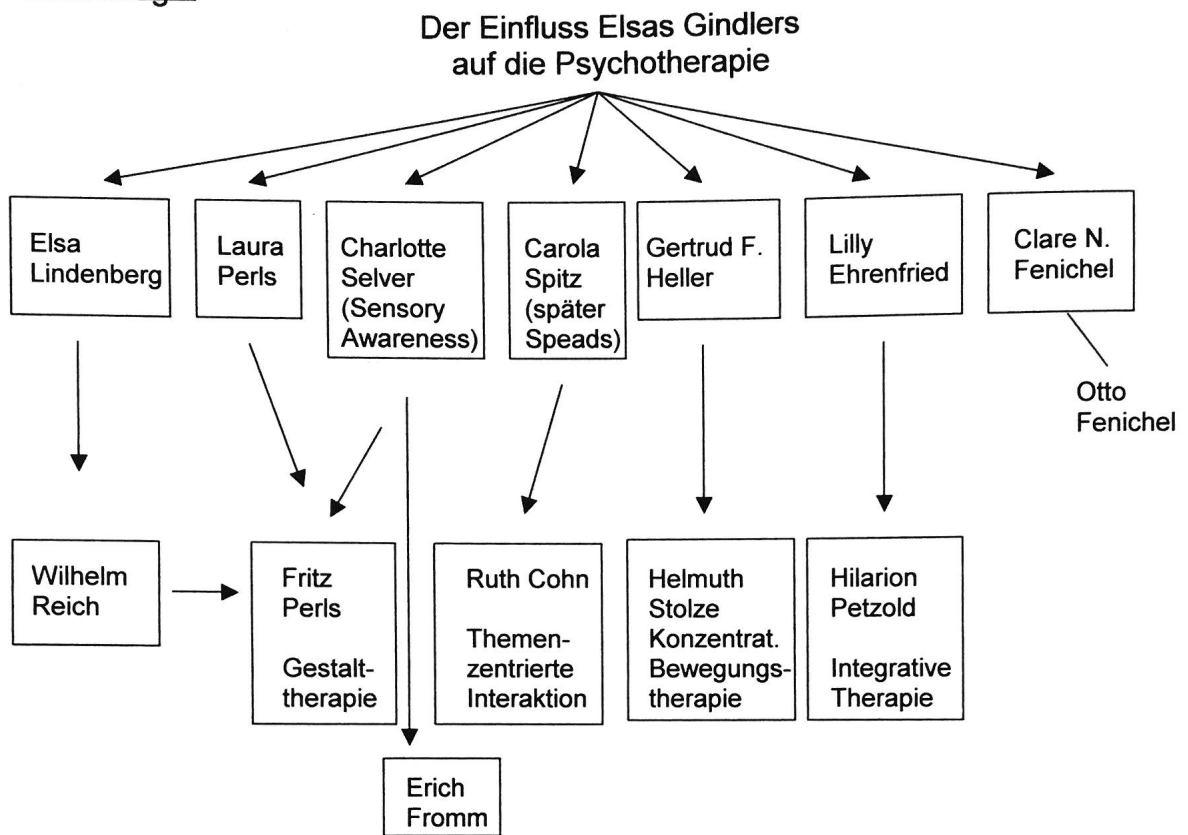 Der Einfluss Elsas Gindlers
auf die Psychotherapie
Elsa
Lindenberg
Laura
Perls
Charlotte
Selver
(Sensory
Awareness)
Carola
Spitz
(später
Speads)
Gertrud F.
Heller
Lilly
Ehrenfried
Clare N.
Fenichel
Otto
Fenichel
Wilhelm
Reich
Fritz
Perls
Gestalt-
therapie
Ruth Cohn
Themen-
zentrierte
Interaktion
Helmuth
Stolze
Konzentrat.
Bewegungs-
therapie
Hilarion
Petzold
Integrative
Therapie
Erich
Fromm